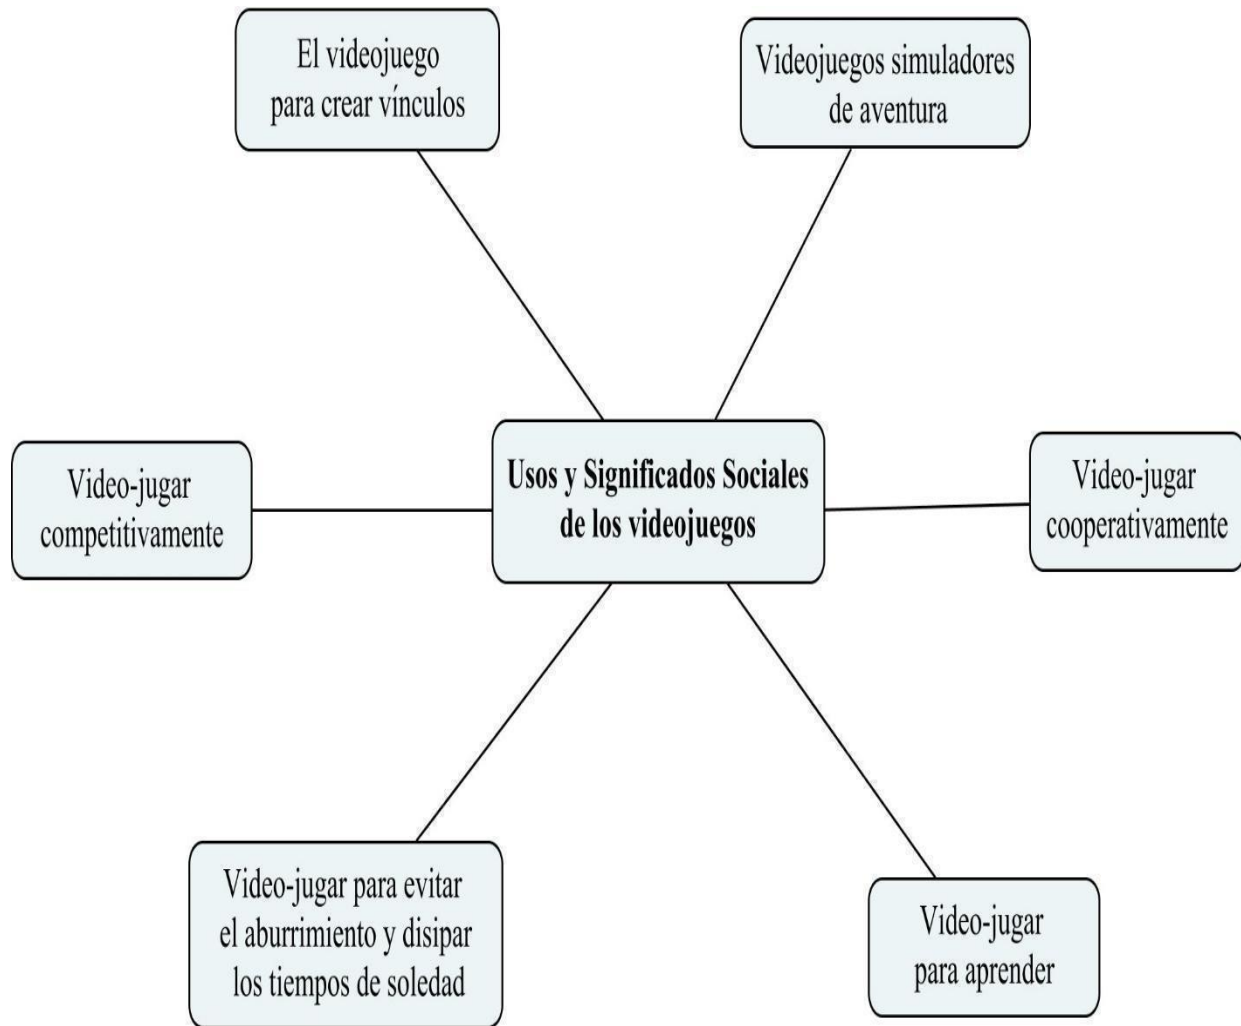 El videojuego
para crear vínculos
Videojuegos simuladores
de aventura
Usos y Significados Sociales
de los videojuegos
Video-jugar
competitivamente
Video-jugar
cooperativamente
Video-jugar para evitar
el aburrimiento y disipar
los tiempos de soledad
Video-jugar
para aprender